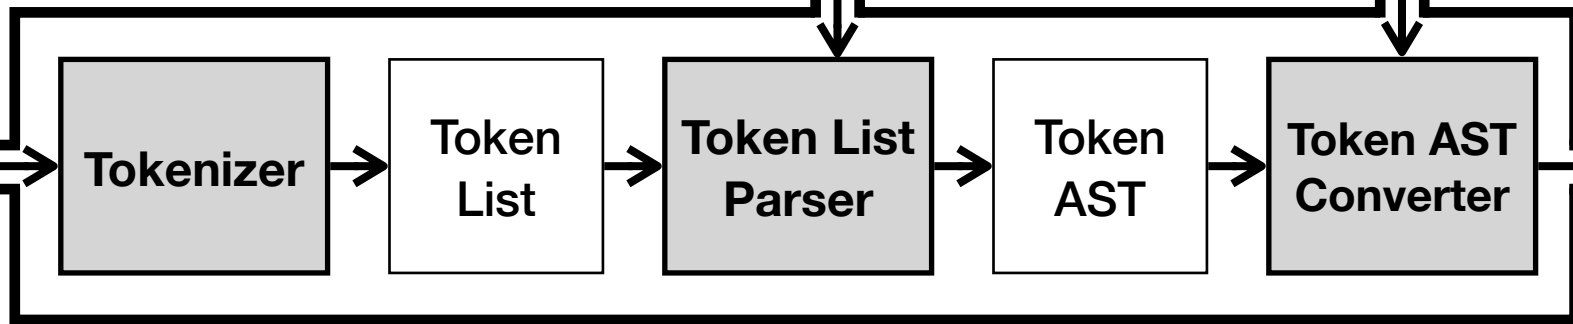 Tokenizer
Token
List
Token List
Parser
Token
AST
Token AST
Converter